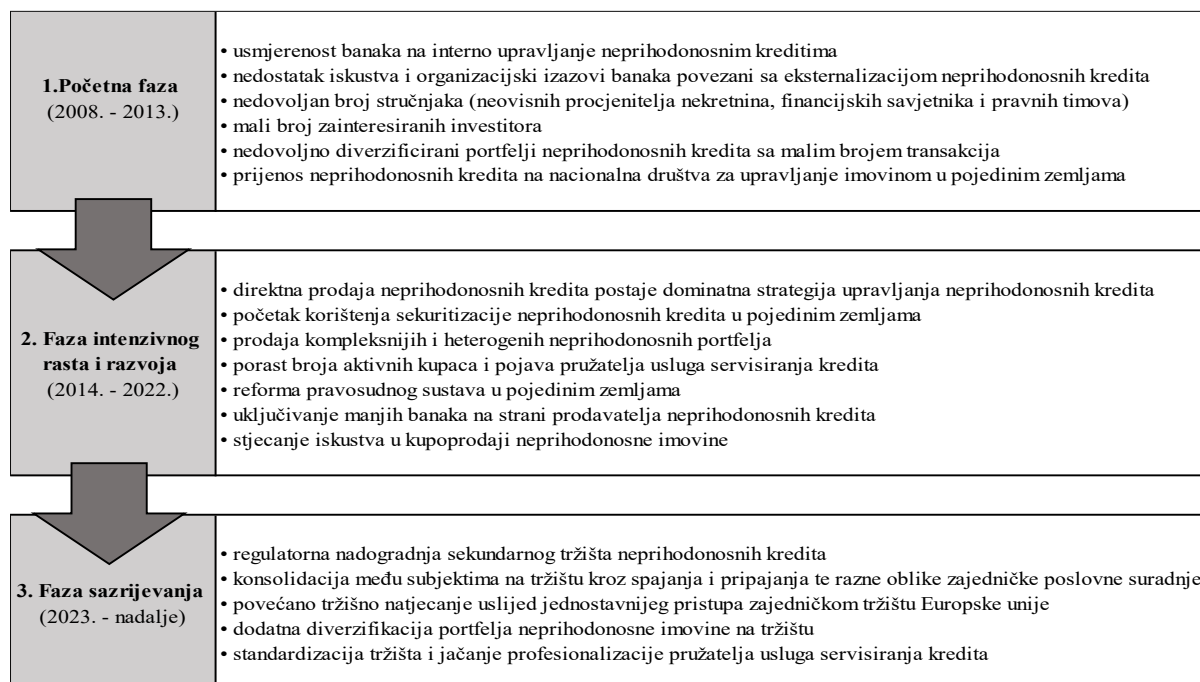 1.Početna faza
(2008. - 2013.)
• usmjerenost banaka na interno upravljanje neprihodonosnim kreditima
• nedostatak iskustva i organizacijski izazovi banaka povezani sa eksternalizacijom neprihodonosnih kredita
• nedovoljan broj stručnjaka (neovisnih procjenitelja nekretnina, financijskih savjetnika i pravnih timova)
• mali broj zainteresiranih investitora
• nedovoljno diverzificirani portfelji neprihodonosnih kredita sa malim brojem transakcija
• prijenos neprihodonosnih kredita na nacionalna društva za upravljanje imovinom u pojedinim zemljama
2. Faza intenzivnog
rasta i razvoja
(2014. - 2022.)
• direktna prodaja neprihodonosnih kredita postaje dominatna strategija upravljanja neprihodonosnih kredita
• početak korištenja sekuritizacije neprihodonosnih kredita u pojedinim zemljama
• prodaja kompleksnijih i heterogenih neprihodonosnih portfelja
• porast broja aktivnih kupaca i pojava pružatelja usluga servisiranja kredita
• reforma pravosudnog sustava u pojedinim zemljama
• uključivanje manjih banaka na strani prodavatelja neprihodonosnih kredita
• stjecanje iskustva u kupoprodaji neprihodonosne imovine
3. Faza sazrijevanja
(2023. - nadalje)
• regulatorna nadogradnja sekundarnog tržišta neprihodonosnih kredita
• konsolidacija među subjektima na tržištu kroz spajanja i pripajanja te razne oblike zajedničke poslovne suradnje
• povećano tržišno natjecanje uslijed jednostavnijeg pristupa zajedničkom tržištu Europske unije
• dodatna diverzifikacija portfelja neprihodonosne imovine na tržištu
• standardizacija tržišta i jačanje profesionalizacije pružatelja usluga servisiranja kredita